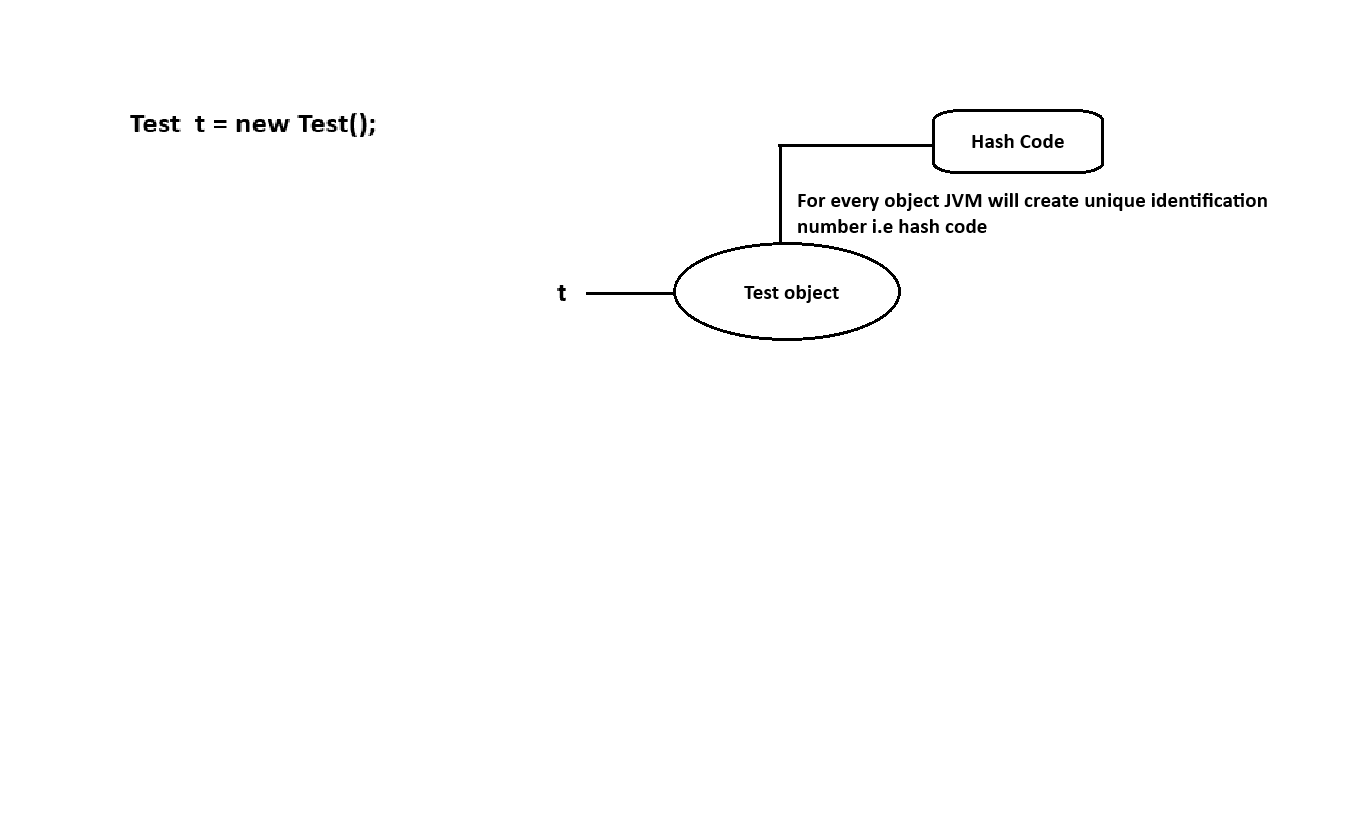 Test  t = new Test();
Hash Code
For every object JVM will create unique identification
number i.e hash code
t
Test object